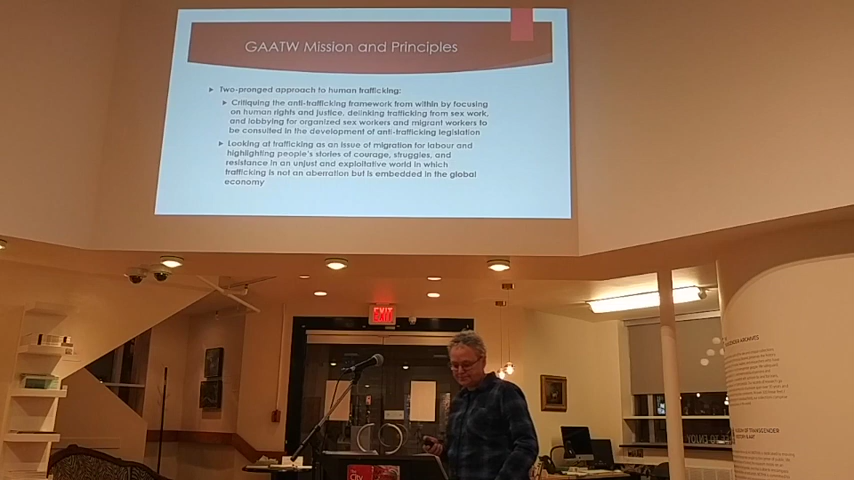 GAATW Mission and Principles
Two-pronged approach to human trafficking:
Critiquing the anti-trafficking framework from within by focusing
on human rights and justice, delinking trafficking from sex work,
and lobbying for organized sex workers and migrant workers to
be consulted in the development of anti-trafficking legislation
Looking at trafficking as an issue of migration for labour and
highlighting people's stories of courage, struggles, and
resistance in an unjust and exploitative world in which
trafficking is not an aberration but is embedded in the global
economy
EXIT
ARCHIVES
OF TRANSGENDER
City